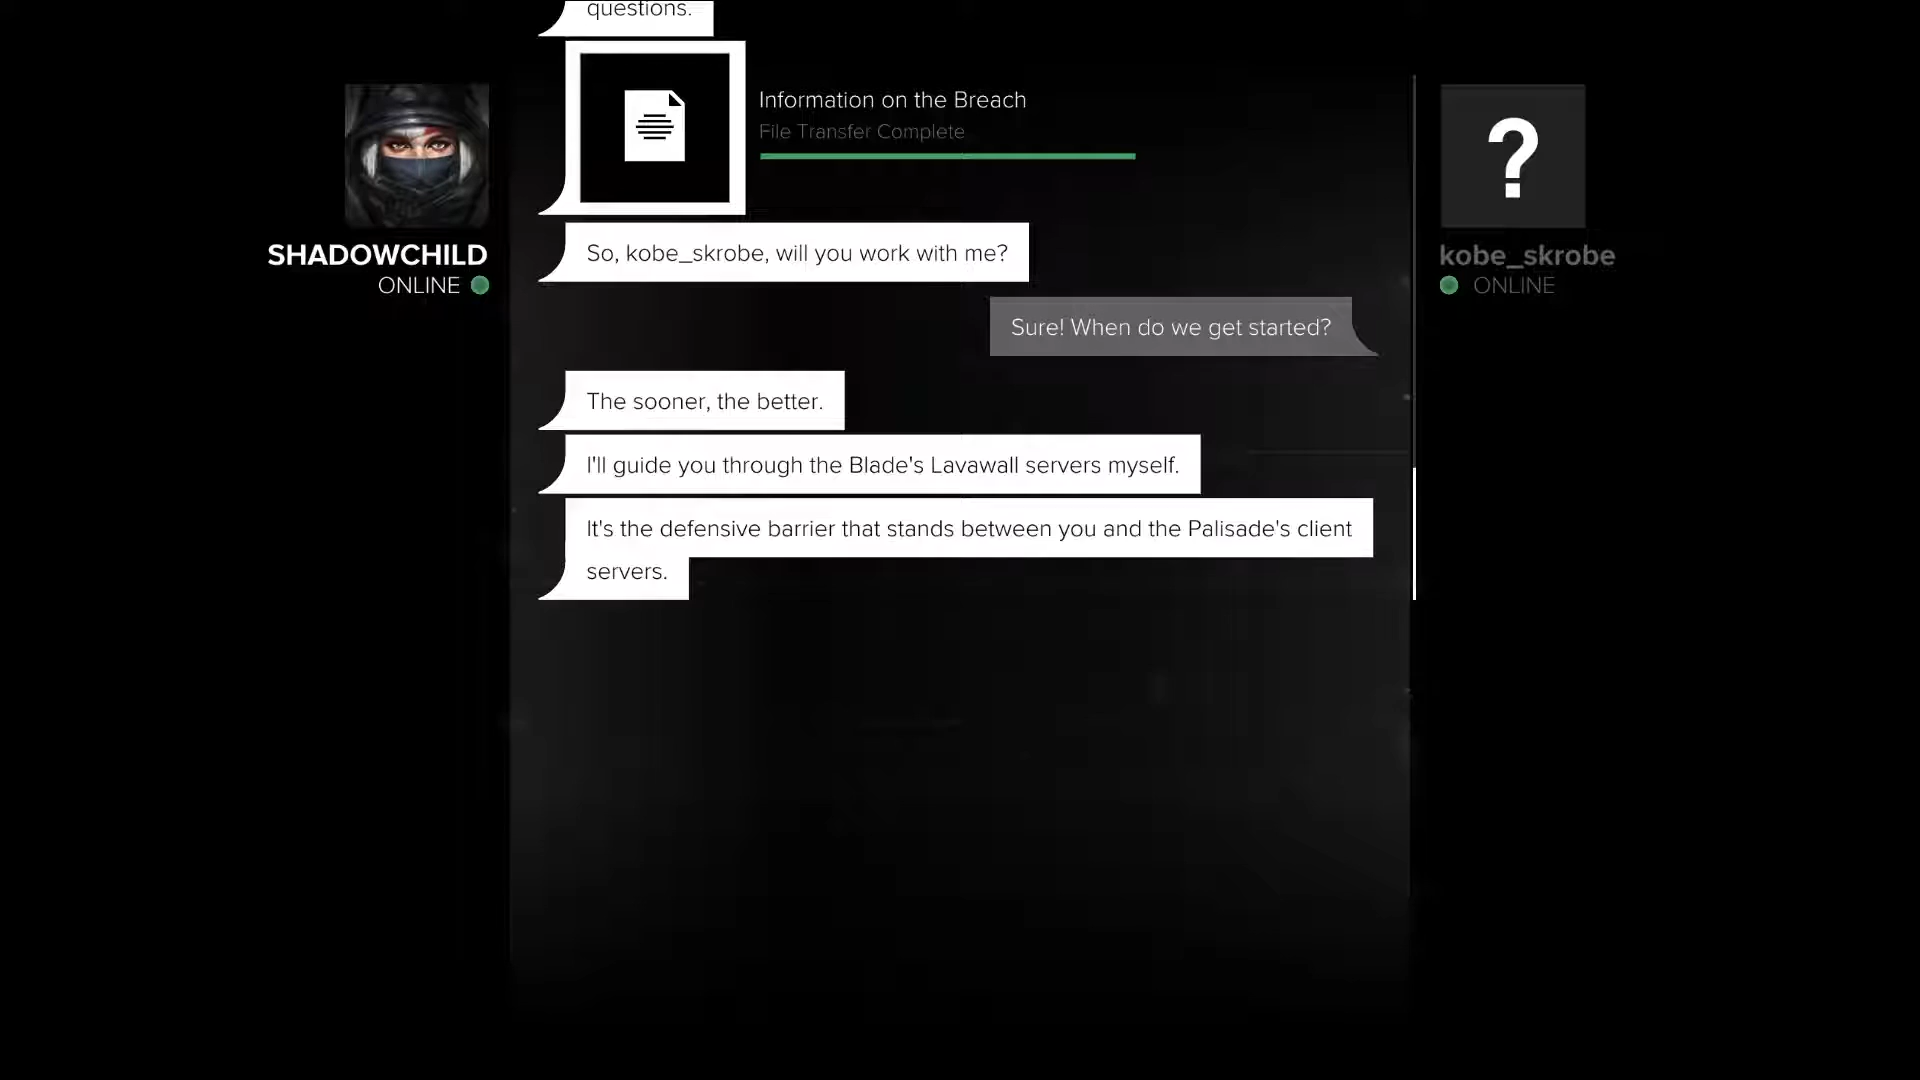 questions.
Information on the Breach
File Transfer Complete
SHADOWCHILD
ONLINE
?
kobe_skrobe
ONLINE
So, kobe_skrobe, will you work with me?
Sure! When do we get started?
The sooner, the better.
I'll guide you through the Blade's Lavawall servers myself.
It's the defensive barrier that stands between you and the Palisade's client
servers.